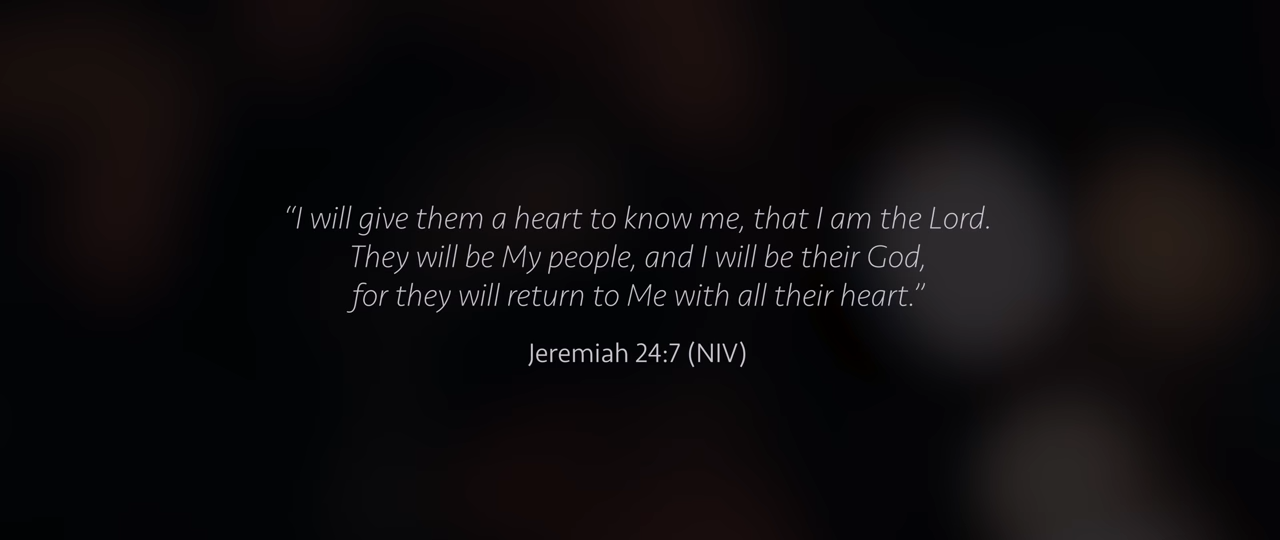 “I will give them a heart to know me, that I am the Lord.
They will be My people, and I will be their God,
for they will return to Me with all their heart.”
Jeremiah 24:7 (NIV)